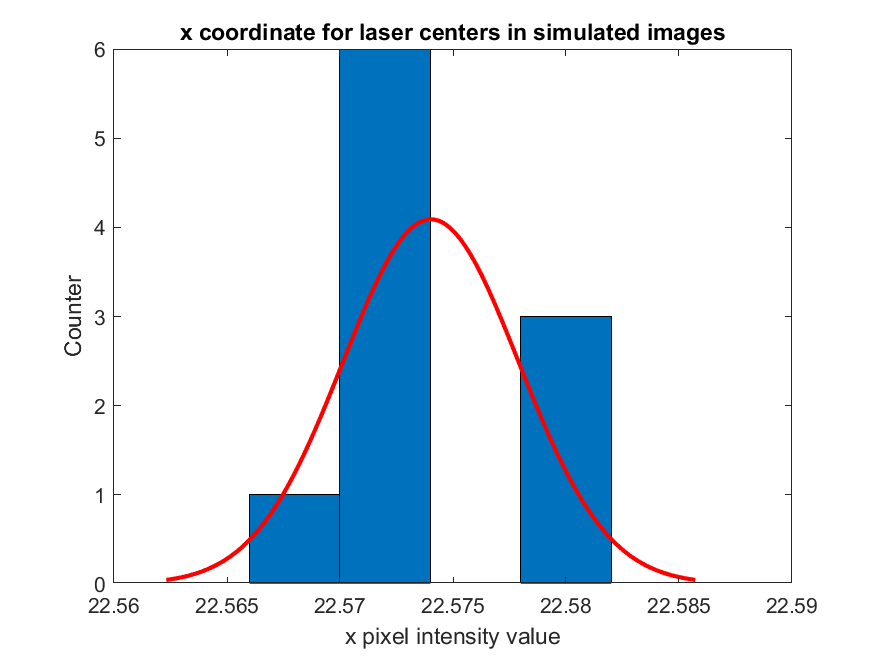 x coordinate for laser centers in simulated images
6
5
4
3
2
1
0
Counter
22.56 22.565 22.57 22.575 22.58 22.585 22.59
x pixel intensity value